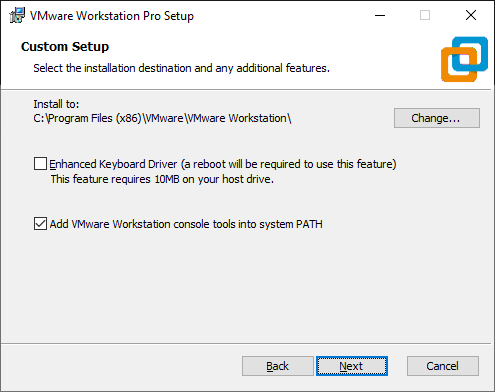 VMware Workstation Pro Setup
Custom Setup
Select the installation destination and any additional features.
Install to:
C:\Program Files (x86)\VMware\VMware Workstation\
Change...
Enhanced Keyboard Driver (a reboot will be required to use this feature)
This feature requires 10MB on your host drive.
Add VMware Workstation console tools into system PATH
Back
Next
Cancel